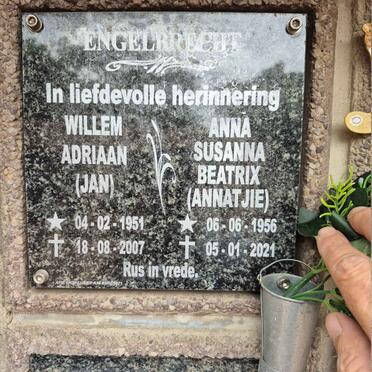 ENGELBRECHT
In liefdevolle herinnering
WILLEM
ADRIAAN
(JAN)
★ 04 - 02 - 1951
✝ 18 - 08 - 2007
ANNA
SUSANNA
BEATRIX
(ANNATJIE)
★ 06 - 06 - 1956
✝ 05 - 01 - 2021
Rus in vrede.